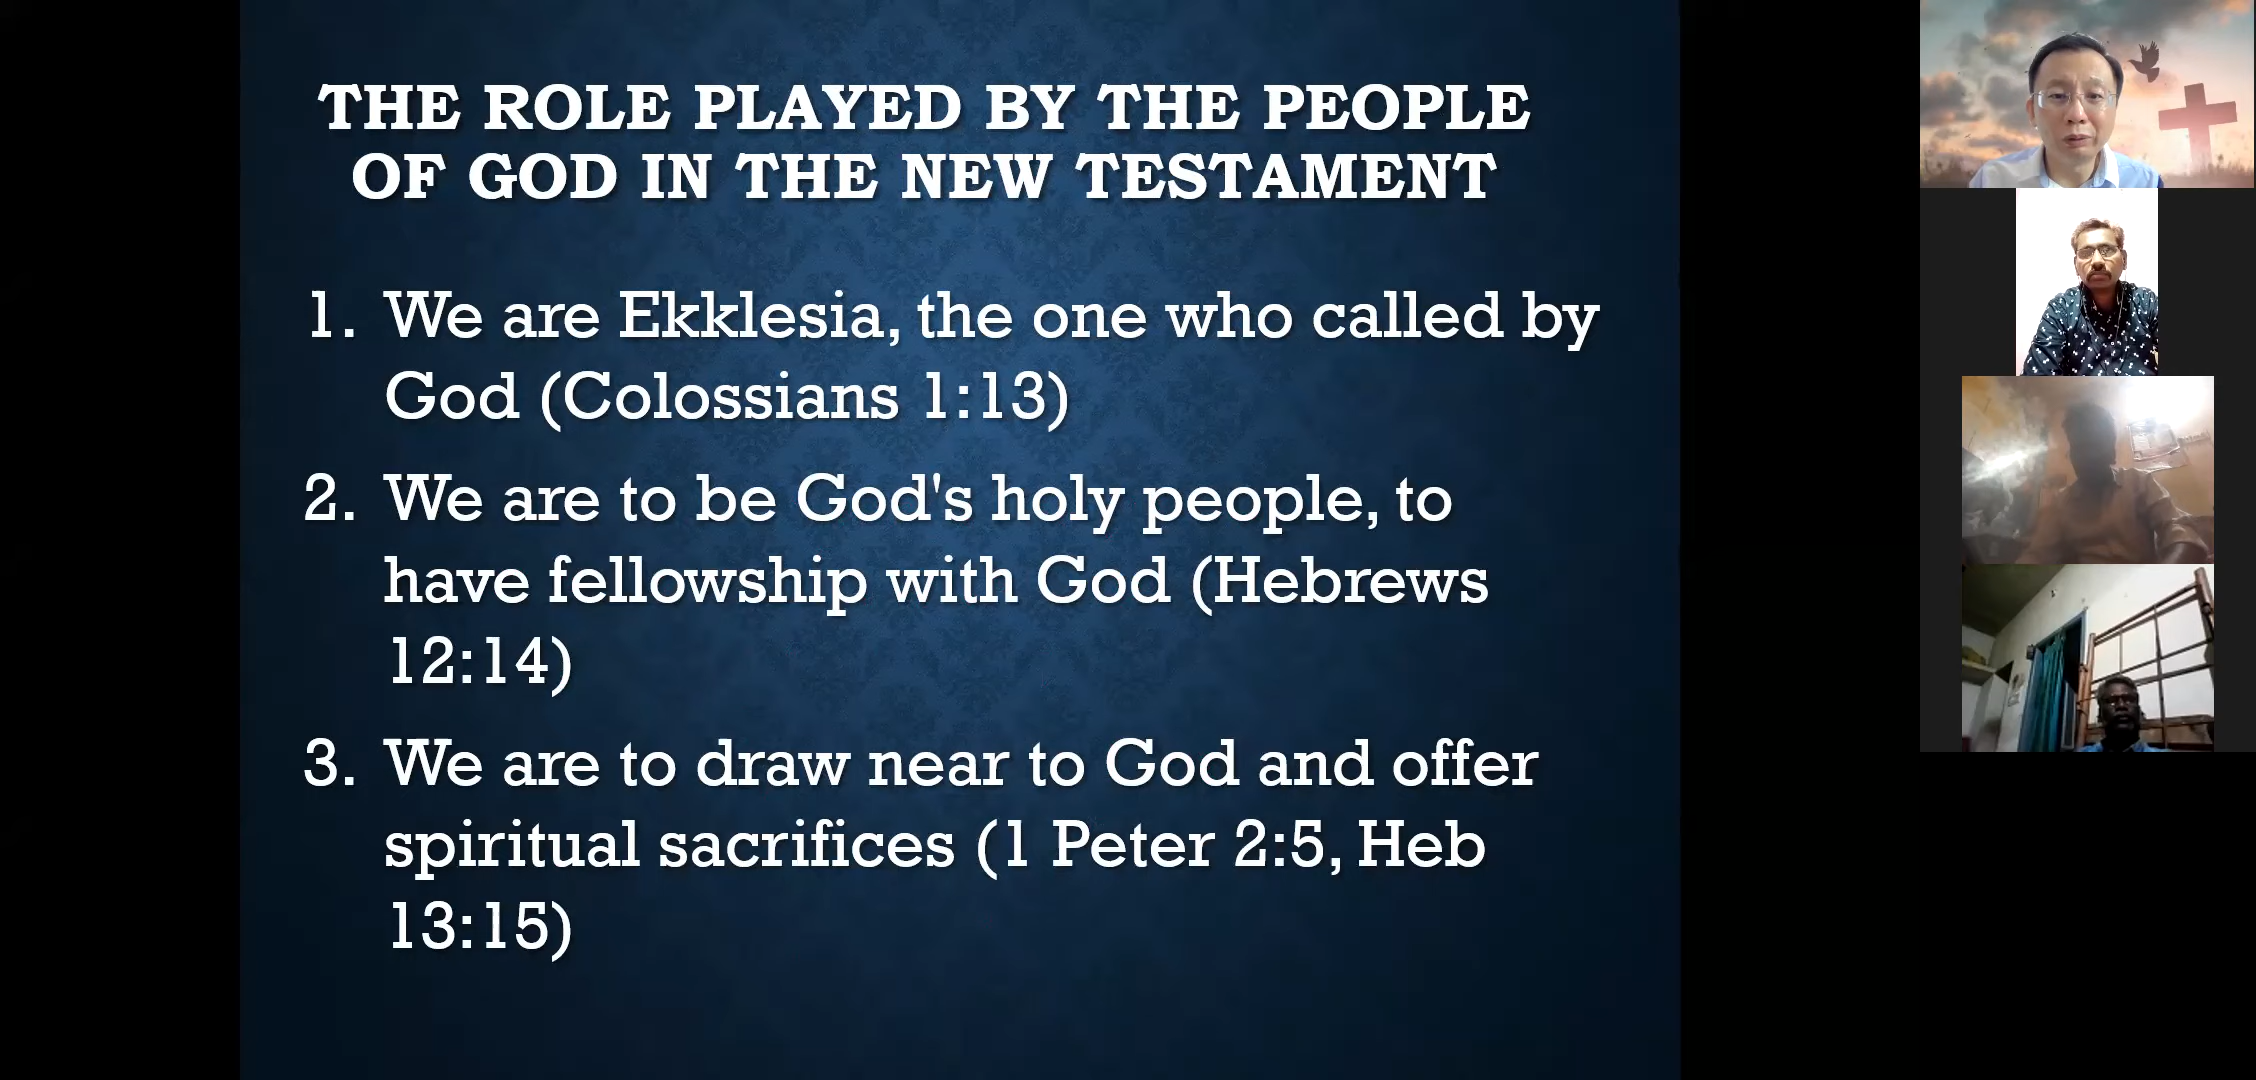 THE ROLE PLAYED BY THE PEOPLE
OF GOD IN THE NEW TESTAMENT
1. We are Ekklesia, the one who called by
God (Colossians 1:13)
2. We are to be God's holy people, to
have fellowship with God (Hebrews
12:14)
3. We are to draw near to God and offer
spiritual sacrifices (1 Peter 2:5, Heb
13:15)